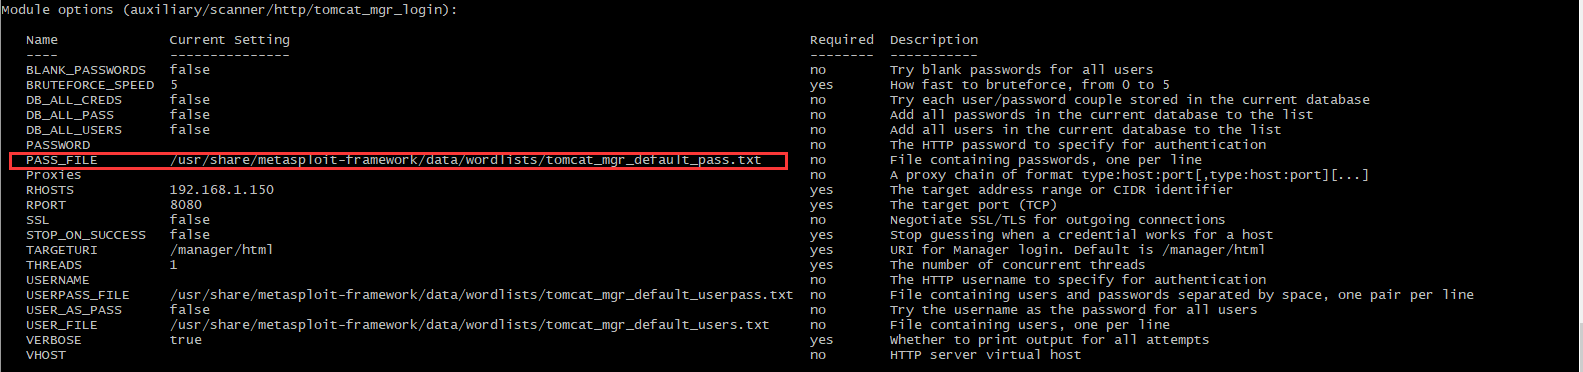 Module options (auxiliary/scanner/http/tomcat_mgr_login):
Name Current Setting Required Description
---- --------------- -------- -----------
BLANK_PASSWORDS false no Try blank passwords for all users
BRUTEFORCE_SPEED 5 yes How fast to bruteforce, from 0 to 5
DB_ALL_CREDS false no Try each user/password couple stored in the current database
DB_ALL_PASS false no Add all passwords in the current database to the list
DB_ALL_USERS false no Add all users in the current database to the list
PASSWORD no The HTTP password to specify for authentication
PASS_FILE /usr/share/metasploit-framework/data/wordlists/tomcat_mgr_default_pass.txt no File containing passwords, one per line
Proxies no A proxy chain of format type:host:port[,type:host:port][...]
RHOSTS 192.168.1.150 yes The target address range or CIDR identifier
RPORT 8080 yes The target port (TCP)
SSL false no Negotiate SSL/TLS for outgoing connections
STOP_ON_SUCCESS false yes Stop guessing when a credential works for a host
TARGETURI /manager/html yes URI for Manager login. Default is /manager/html
THREADS 1 yes The number of concurrent threads
USERNAME no The HTTP username to specify for authentication
USERPASS_FILE /usr/share/metasploit-framework/data/wordlists/tomcat_mgr_default_userpass.txt no File containing users and passwords separated by space, one pair per line
USER_AS_PASS false no Try the username as the password for all users
USER_FILE /usr/share/metasploit-framework/data/wordlists/tomcat_mgr_default_users.txt no File containing users, one per line
VERBOSE true yes Whether to print output for all attempts
VHOST no HTTP server virtual host